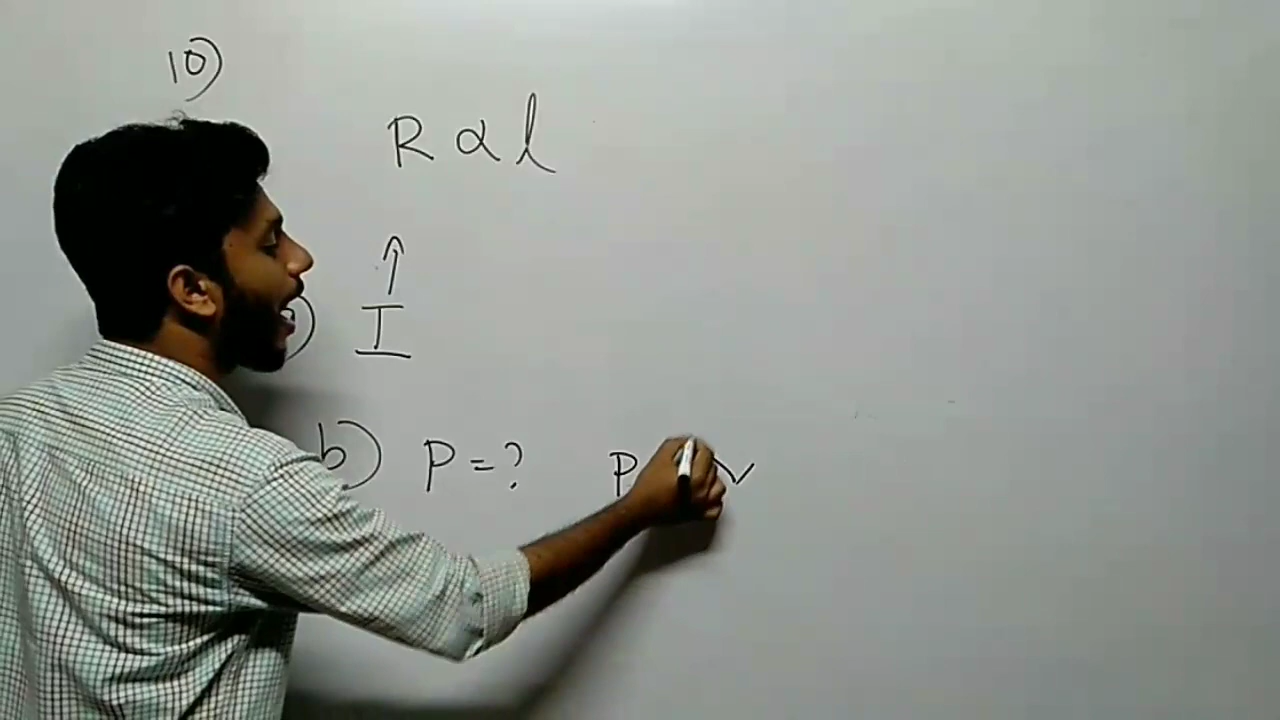 10)
R ∝ l
↑
) I
b) P = ? P V